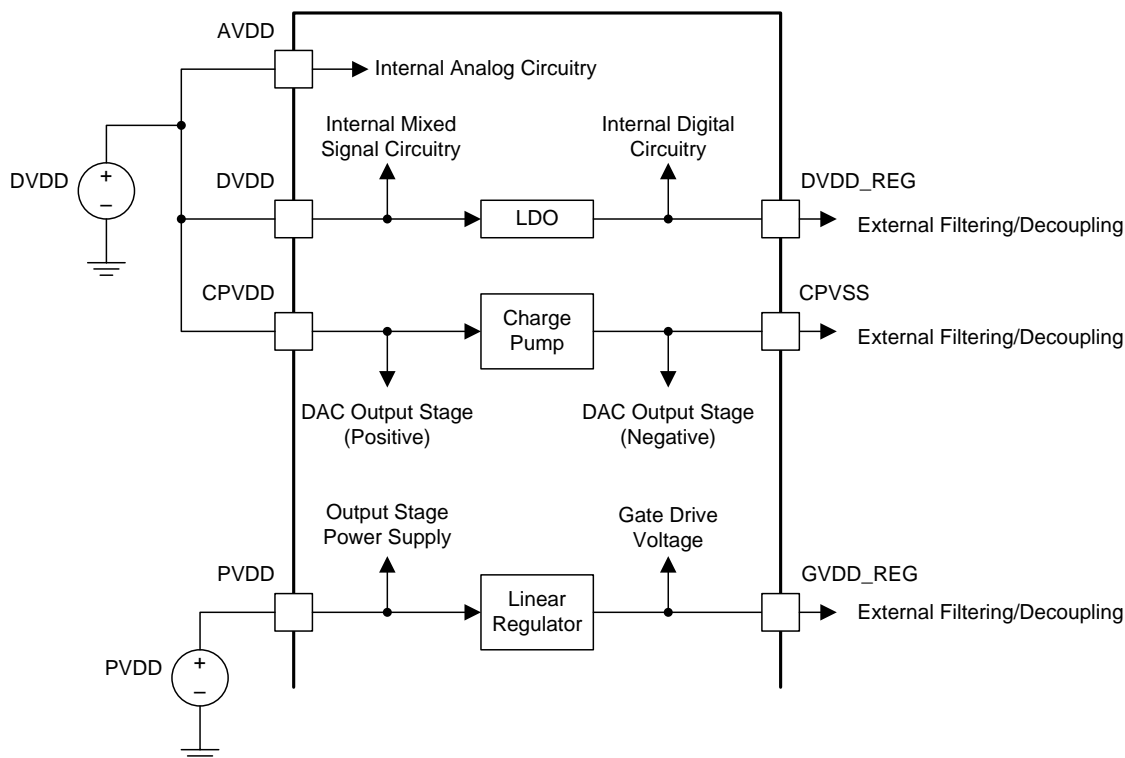 AVDD
Internal Analog Circuitry
Internal Mixed
Signal Circuitry
Internal Digital
Circuitry
DVDD
+
−
DVDD
LDO
DVDD_REG
External Filtering/Decoupling
CPVDD
Charge
Pump
CPVSS
External Filtering/Decoupling
DAC Output Stage
(Positive)
DAC Output Stage
(Negative)
Output Stage
Power Supply
Gate Drive
Voltage
PVDD
Linear
Regulator
GVDD_REG
External Filtering/Decoupling
PVDD
+
−